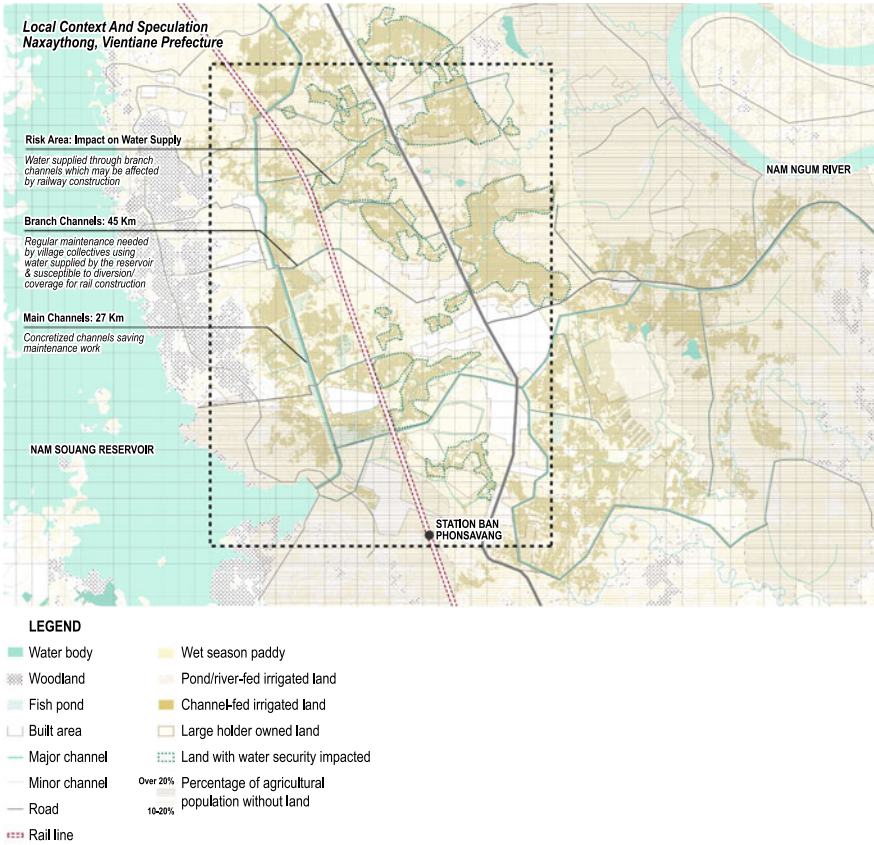 Local Context And Speculation
Naxaythong, Vientiane Prefecture
Risk Area: Impact on Water Supply
Water supplied through branch
channels which may be affected
by railway construction
NAM NGUM RIVER
Branch Channels: 45 Km
Regular maintenance needed
by village collectives using
water supplied by the reservoir
& susceptible to diversion/
coverage for rail construction
Main Channels: 27 Km
Concretized channels saving
maintenance work
NAM SOUANG RESERVOIR
STATION BAN
PHONSAVANG
LEGEND
Water body
Woodland
Fish pond
Built area
Major channel
Minor channel
Road
Rail line
Wet season paddy
Pond/river-fed irrigated land
Channel-fed irrigated land
Large holder owned land
Land with water security impacted
Over 20%
10-20%
Percentage of agricultural
population without land